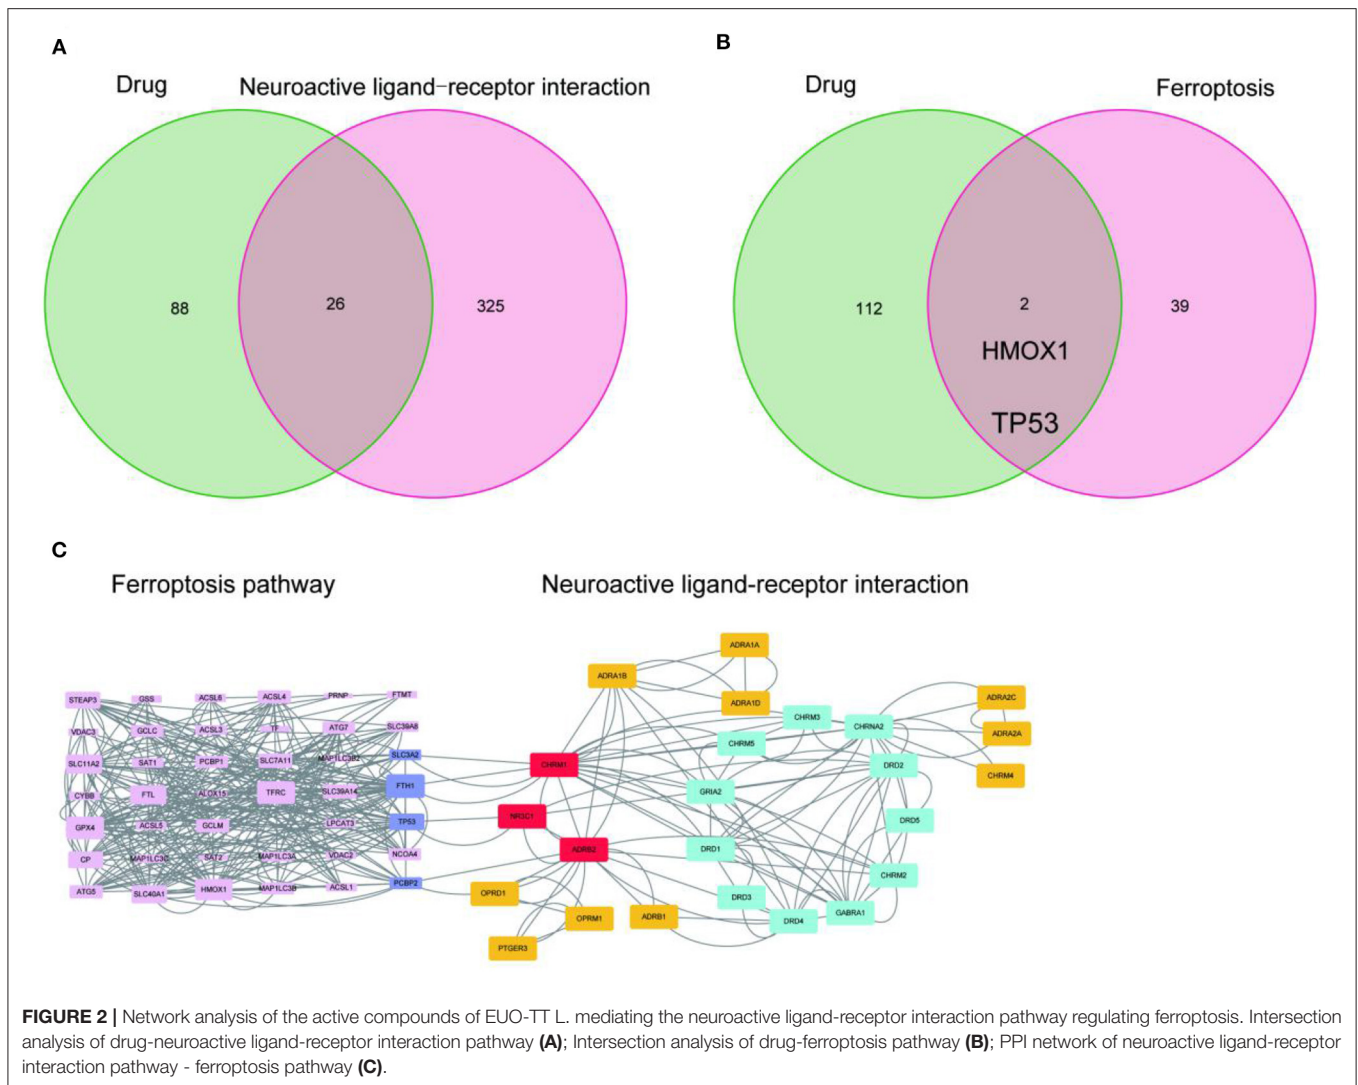 A
B
Drug
Neuroactive ligand-receptor interaction
Drug
Ferroptosis
88
26
325
112
2
39
HMOX1
TP53
C
Ferroptosis pathway
Neuroactive ligand-receptor interaction
STEAP3
GSS
ACSL6
ACSL4
PRNP
FTMT
VDAC3
GCLC
ACSL3
TF
ATG7
SLC39A8
SLC11A2
SAT1
PCBP1
SLC7A11
MAP1LC3B2
SLC3A2
CYBB
FTL
ALOX15
TFRC
SLC39A14
FTH1
GPX4
ACSL5
GCLM
LPCAT3
TP53
CP
MAP1LC3C
SAT2
MAP1LC3A
VDAC2
NCOA4
ATG5
SLC40A1
HMOX1
MAP1LC3B
ACSL1
PCBP2
ADRA1A
ADRA1B
ADRA1D
ADRA2C
CHRM3
CHRNA2
ADRA2A
CHRM5
CHRM1
DRD2
CHRM4
GRIA2
NR3C1
DRD5
ADRB2
DRD1
CHRM2
OPRD1
DRD3
OPRM1
ADRB1
DRD4
GABRA1
PTGER3
FIGURE 2 | Network analysis of the active compounds of EUO-TT L. mediating the neuroactive ligand-receptor interaction pathway regulating ferroptosis. Intersection
analysis of drug-neuroactive ligand-receptor interaction pathway (A); Intersection analysis of drug-ferroptosis pathway (B); PPI network of neuroactive ligand-receptor
interaction pathway - ferroptosis pathway (C).